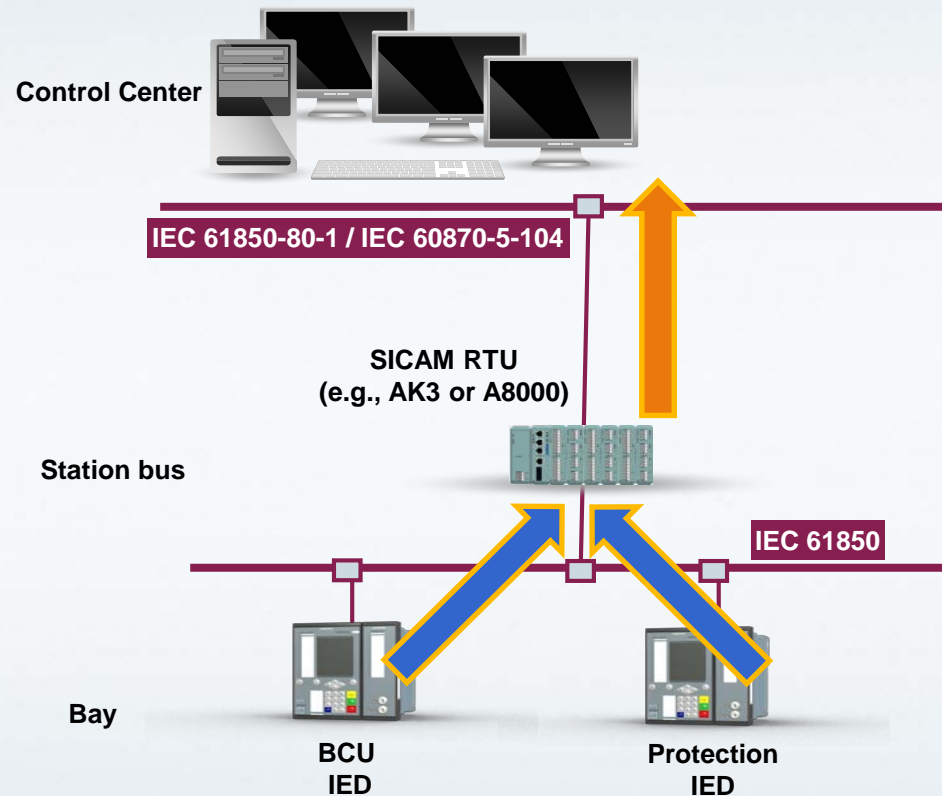 Control Center
IEC 61850-80-1 / IEC 60870-5-104
SICAM RTU
(e.g., AK3 or A8000)
Station bus
IEC 61850
Bay
BCU
IED
Protection
IED